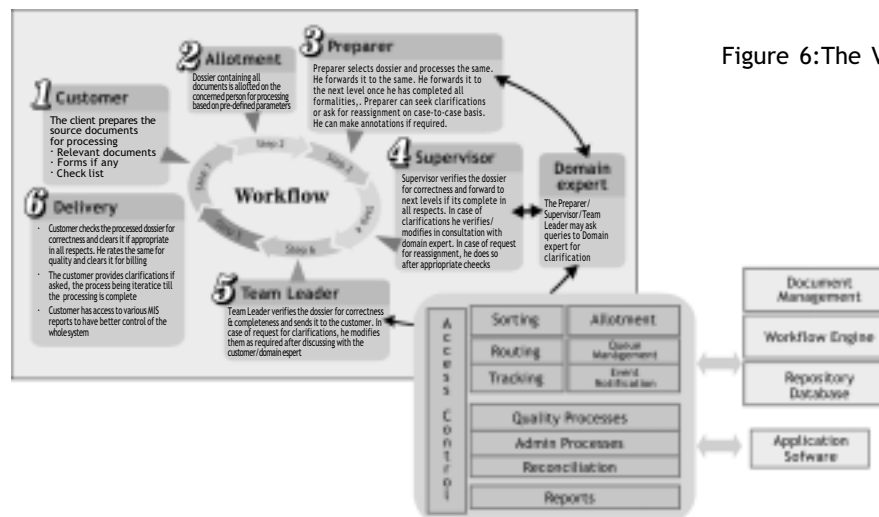 Figure 6:The V
1 Customer
The client prepares the
source documents
for processing
· Relevant documents
· Forms if any
· Check list
2 Allotment
Dossier containing all
documents is allotted on the
concerned person for processing
based on pre-defined parameters
3 Preparer
Preparer selects dossier and processes the same.
He forwards it to the same. He forwards it to
the next level once he has completed all
formalities,. Preparer can seek clarifications
or ask for reassignment on case-to-case basis.
He can make annotations if required.
4 Supervisor
Supervisor verifies the dossier
for correctness and forward to
next levels if its complete in
all respects. In case of
clarifications he verifies/
modifies in consultation with
domain expert. In case of request
for reassignment, he does so
after appropriate checks
Domain
expert
The Preparer/
Supervisor/Team
Leader may ask
queries to Domain
expert for
clarification
Workflow
Step 1
Step 2
Step 3
Step 4
Step 5
Step 6
6 Delivery
· Customer checks the processed dossier for
correctness and clears it if appropriate
in all respects. He rates the same for
quality and clears it for billing
· The customer provides clarifications if
asked, the process being iteratice till
the processing is complete
· Customer has access to various MIS
reports to have better control of the
whole system
5 Team Leader
Team Leader verifies the dossier for correctness
& completeness and sends it to the customer. In
case of request for clarifications, he modifies
them as required after discussing with the
customer/domain espert
Access Control
Sorting
Allotment
Routing
Queue
Management
Tracking
Event
Notification
Quality Processes
Admin Processes
Reconciliation
Reports
Document
Management
Workflow Engine
Repository
Database
Application
Sofware